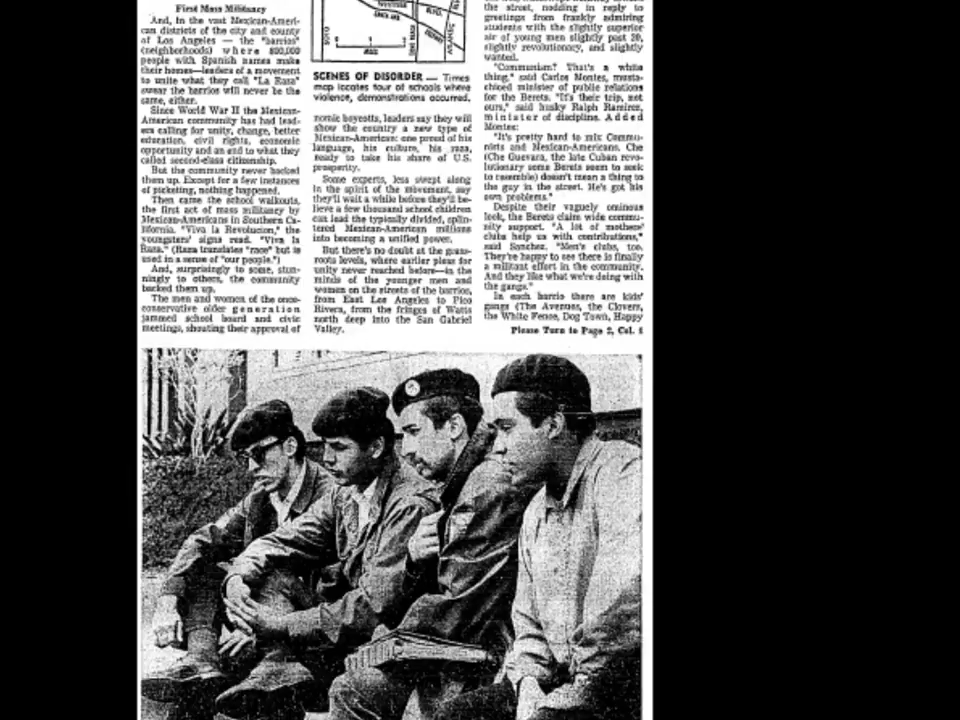 First Mass Militancy
And, in the vast Mexican-Ameri-
can districts of the city and county
of Los Angeles — the "barrios"
(neighborhoods) where 800,000
people with Spanish names make
their homes—leaders of a movement
to unite what they call "La Raza"
swear the barrios will never be the
same, either.
Since World War II the Mexican-
American community has had lead-
ers calling for unity, change, better
education, civil rights, economic
opportunity and an end to what they
called second-class citizenship.
But the community never backed
them up. Except for a few instances
of picketing, nothing happened.
Then came the school walkouts,
the first act of mass militancy by
Mexican-Americans in Southern Ca-
lifornia. "Viva la Revolucion," the
youngsters' signs read. "Viva la
Raza." (Raza translates "race" but is
used in a sense of "our people.")
And, surprisingly to some, stun-
ningly to others, the community
backed them up.
The men and women of the once-
conservative older generation
jammed school board and civic
meetings, shouting their approval of
SOTO
MILES
SCENES OF DISORDER — Times
map locates four of schools where
violence, demonstrations occurred.
nomic boycotts, leaders say they will
show the country a new type of
Mexican-American: one proud of his
language, his culture, his raza,
ready to take his share of U.S.
prosperity.
Some experts, less swept along
in the spirit of the movement, say
they'll wait a while before they'll be-
lieve a few thousand school children
can lead the typically divided, splin-
tered Mexican-American millions
into becoming a unified power.
But there's no doubt at the grass-
roots levels, where earlier pleas for
unity never reached before—in the
minds of the younger men and
women on the streets of the barrios,
from East Los Angeles to Pico
Rivera, from the fringes of Watts
north deep into the San Gabriel
Valley.
the street, nodding in reply to
greetings from frankly admiring
students with the slightly superior
air of young men slightly past 20,
slightly revolutionary, and slightly
wanted.
"Communism? That's a white
thing," said Carlos Montes, musta-
chioed minister of public relations
for the Berets. "It's their trip, not
ours," said husky Ralph Ramirez,
minister of discipline. Added
Montes:
"It's pretty hard to mix Commu-
nists and Mexican-Americans. Che
(Che Guevara, the late Cuban revo-
lutionary some Berets seem to seek
to resemble) doesn't mean a thing to
the guy in the street. He's got his
own problems."
Despite their vaguely ominous
look, the Berets claim wide commu-
nity support. "A lot of mothers'
clubs help us with contributions,"
said Sanchez. "Men's clubs, too.
They're happy to see there is finally
a militant effort in the community.
And they like what we're doing with
the gangs."
In each barrio there are kids'
gangs (The Avenues, the Clovers,
the White Fence, Dog Town, Happy
Please Turn to Page 2, Col. 1